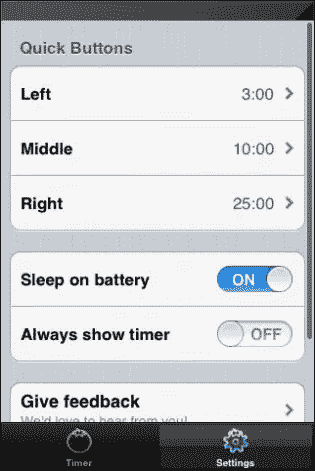 Quick Buttons
Left 3:00
Middle 10:00
Right 25:00
Sleep on battery ON
Always show timer OFF
Give feedback
We'd love to hear from you!
Timer Settings